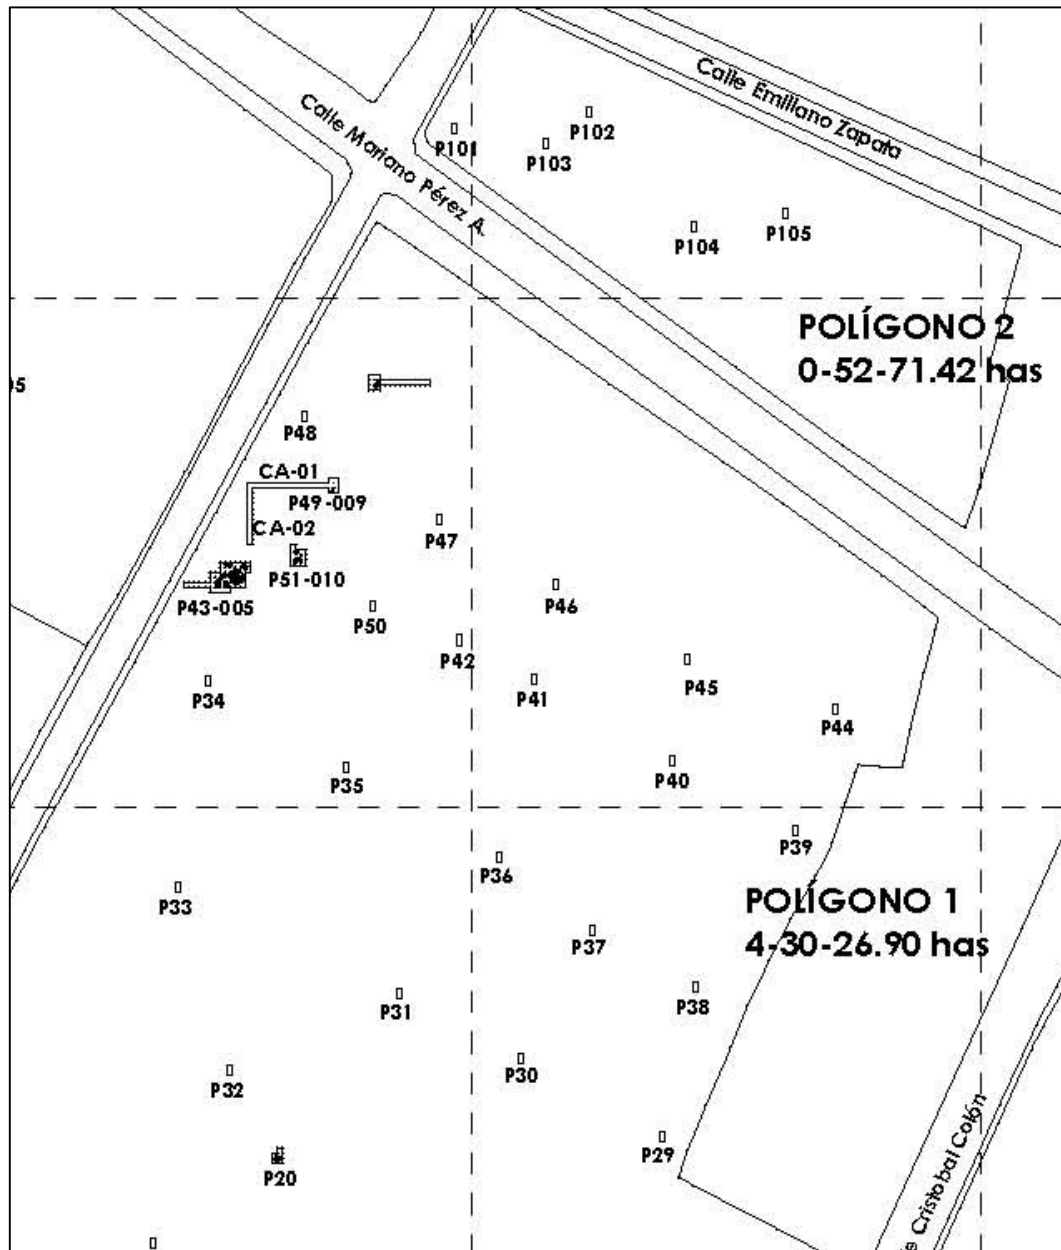 Calle Emiliano Zapata
Calle Mariano Pérez A.
P101
P102
P103
P104
P105
POLÍGONO 2
0-52-71.42 has
P48
CA-01
P49-009
CA-02
P47
P51-010
P43-005
P50
P46
P42
P34
P41
P45
P44
P35
P40
P39
P36
P33
POLÍGONO 1
4-30-26.90 has
P37
P31
P38
P30
P32
P29
P20
Cristobal Colón